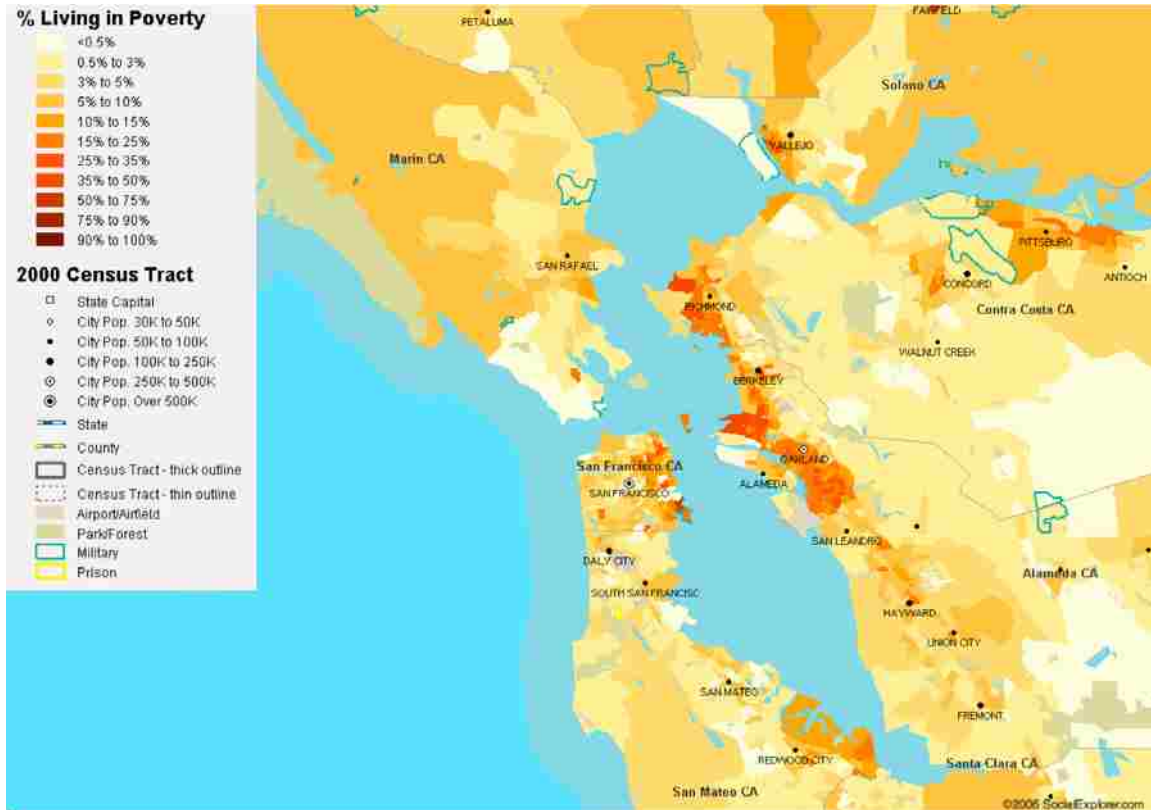 % Living in Poverty
<0.5%
0.5% to 3%
3% to 5%
5% to 10%
10% to 15%
15% to 25%
25% to 35%
35% to 50%
50% to 75%
75% to 90%
90% to 100%
2000 Census Tract
State Capital
City Pop. 30K to 50K
City Pop. 50K to 100K
City Pop. 100K to 250K
City Pop. 250K to 500K
City Pop. Over 500K
State
County
Census Tract - thick outline
Census Tract - thin outline
Airport/Airfield
Park/Forest
Military
Prison
PETALUMA
FAIRFIELD
Solano CA
VALLEJO
Marin CA
SAN RAFAEL
PITTSBURG
ANTIOCH
CONCORD
Contra Costa CA
RICHMOND
WALNUT CREEK
BERKELEY
OAKLAND
San Francisco CA
SAN FRANCISCO
ALAMEDA
SAN LEANDRO
DALY CITY
Alameda CA
SOUTH SAN FRANCISC
HAYWARD
UNION CITY
SAN MATEO
FREMONT
REDWOOD CITY
Santa Clara CA
San Mateo CA
©2006 SocialExplorer.com